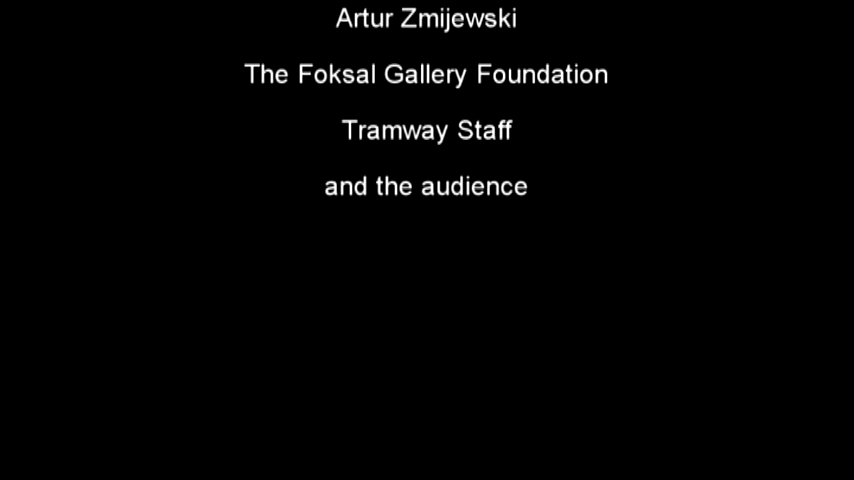 Artur Zmijewski
The Foksal Gallery Foundation
Tramway Staff
and the audience